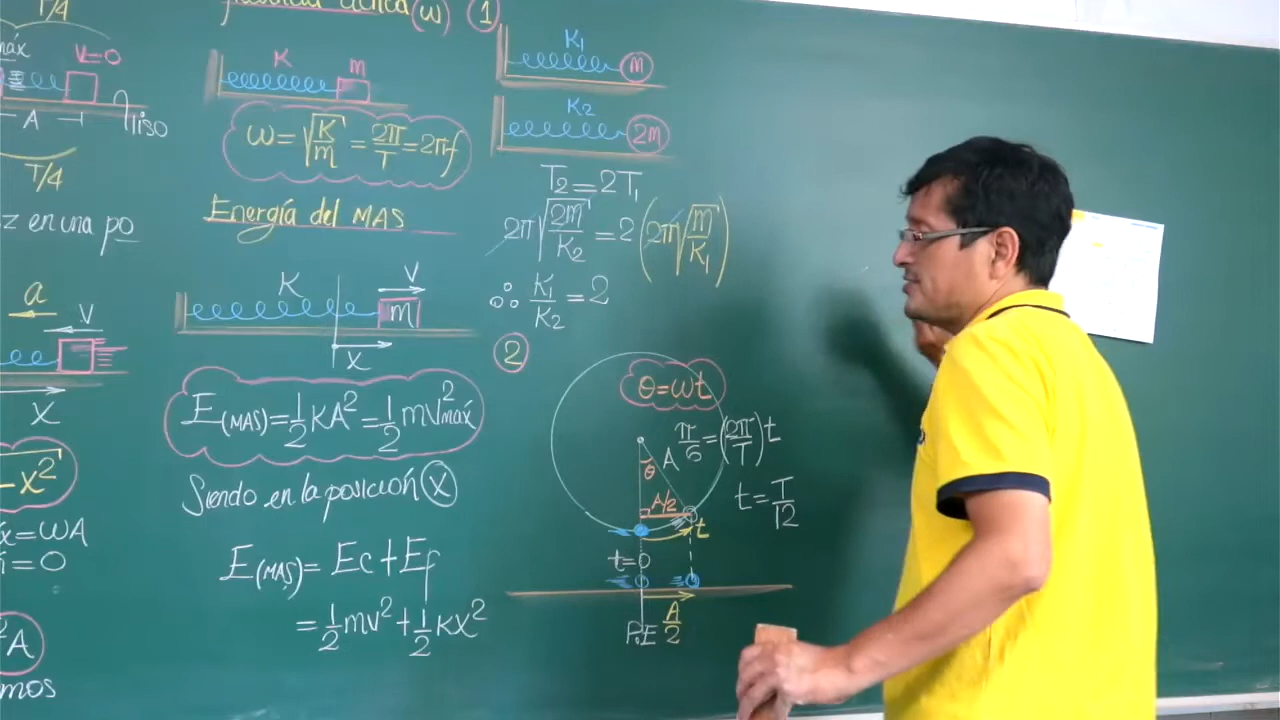 T/4
V=0
A
liso
T/4
z en una po
a
V
X
-x²
x=ωA
=0
A
mos
(ω)
K
m
ω=√(K/m)=2π/T=2πf
Energía del MAS
K
V
m
x
E(MAS)=1/2KA²=1/2mV²máx
Siendo en la posición x
E(MAS)=Ec+Ep
=1/2mv²+1/2kx²
1
K1
m
K2
2m
T2=2T1
2π√(2m/K2)=2(2π√(m/K1))
∴ K1/K2=2
2
θ=ωt
π/6=(2π/T)t
A
θ
t=T/12
A/2
t
t=0
A/2
P.E